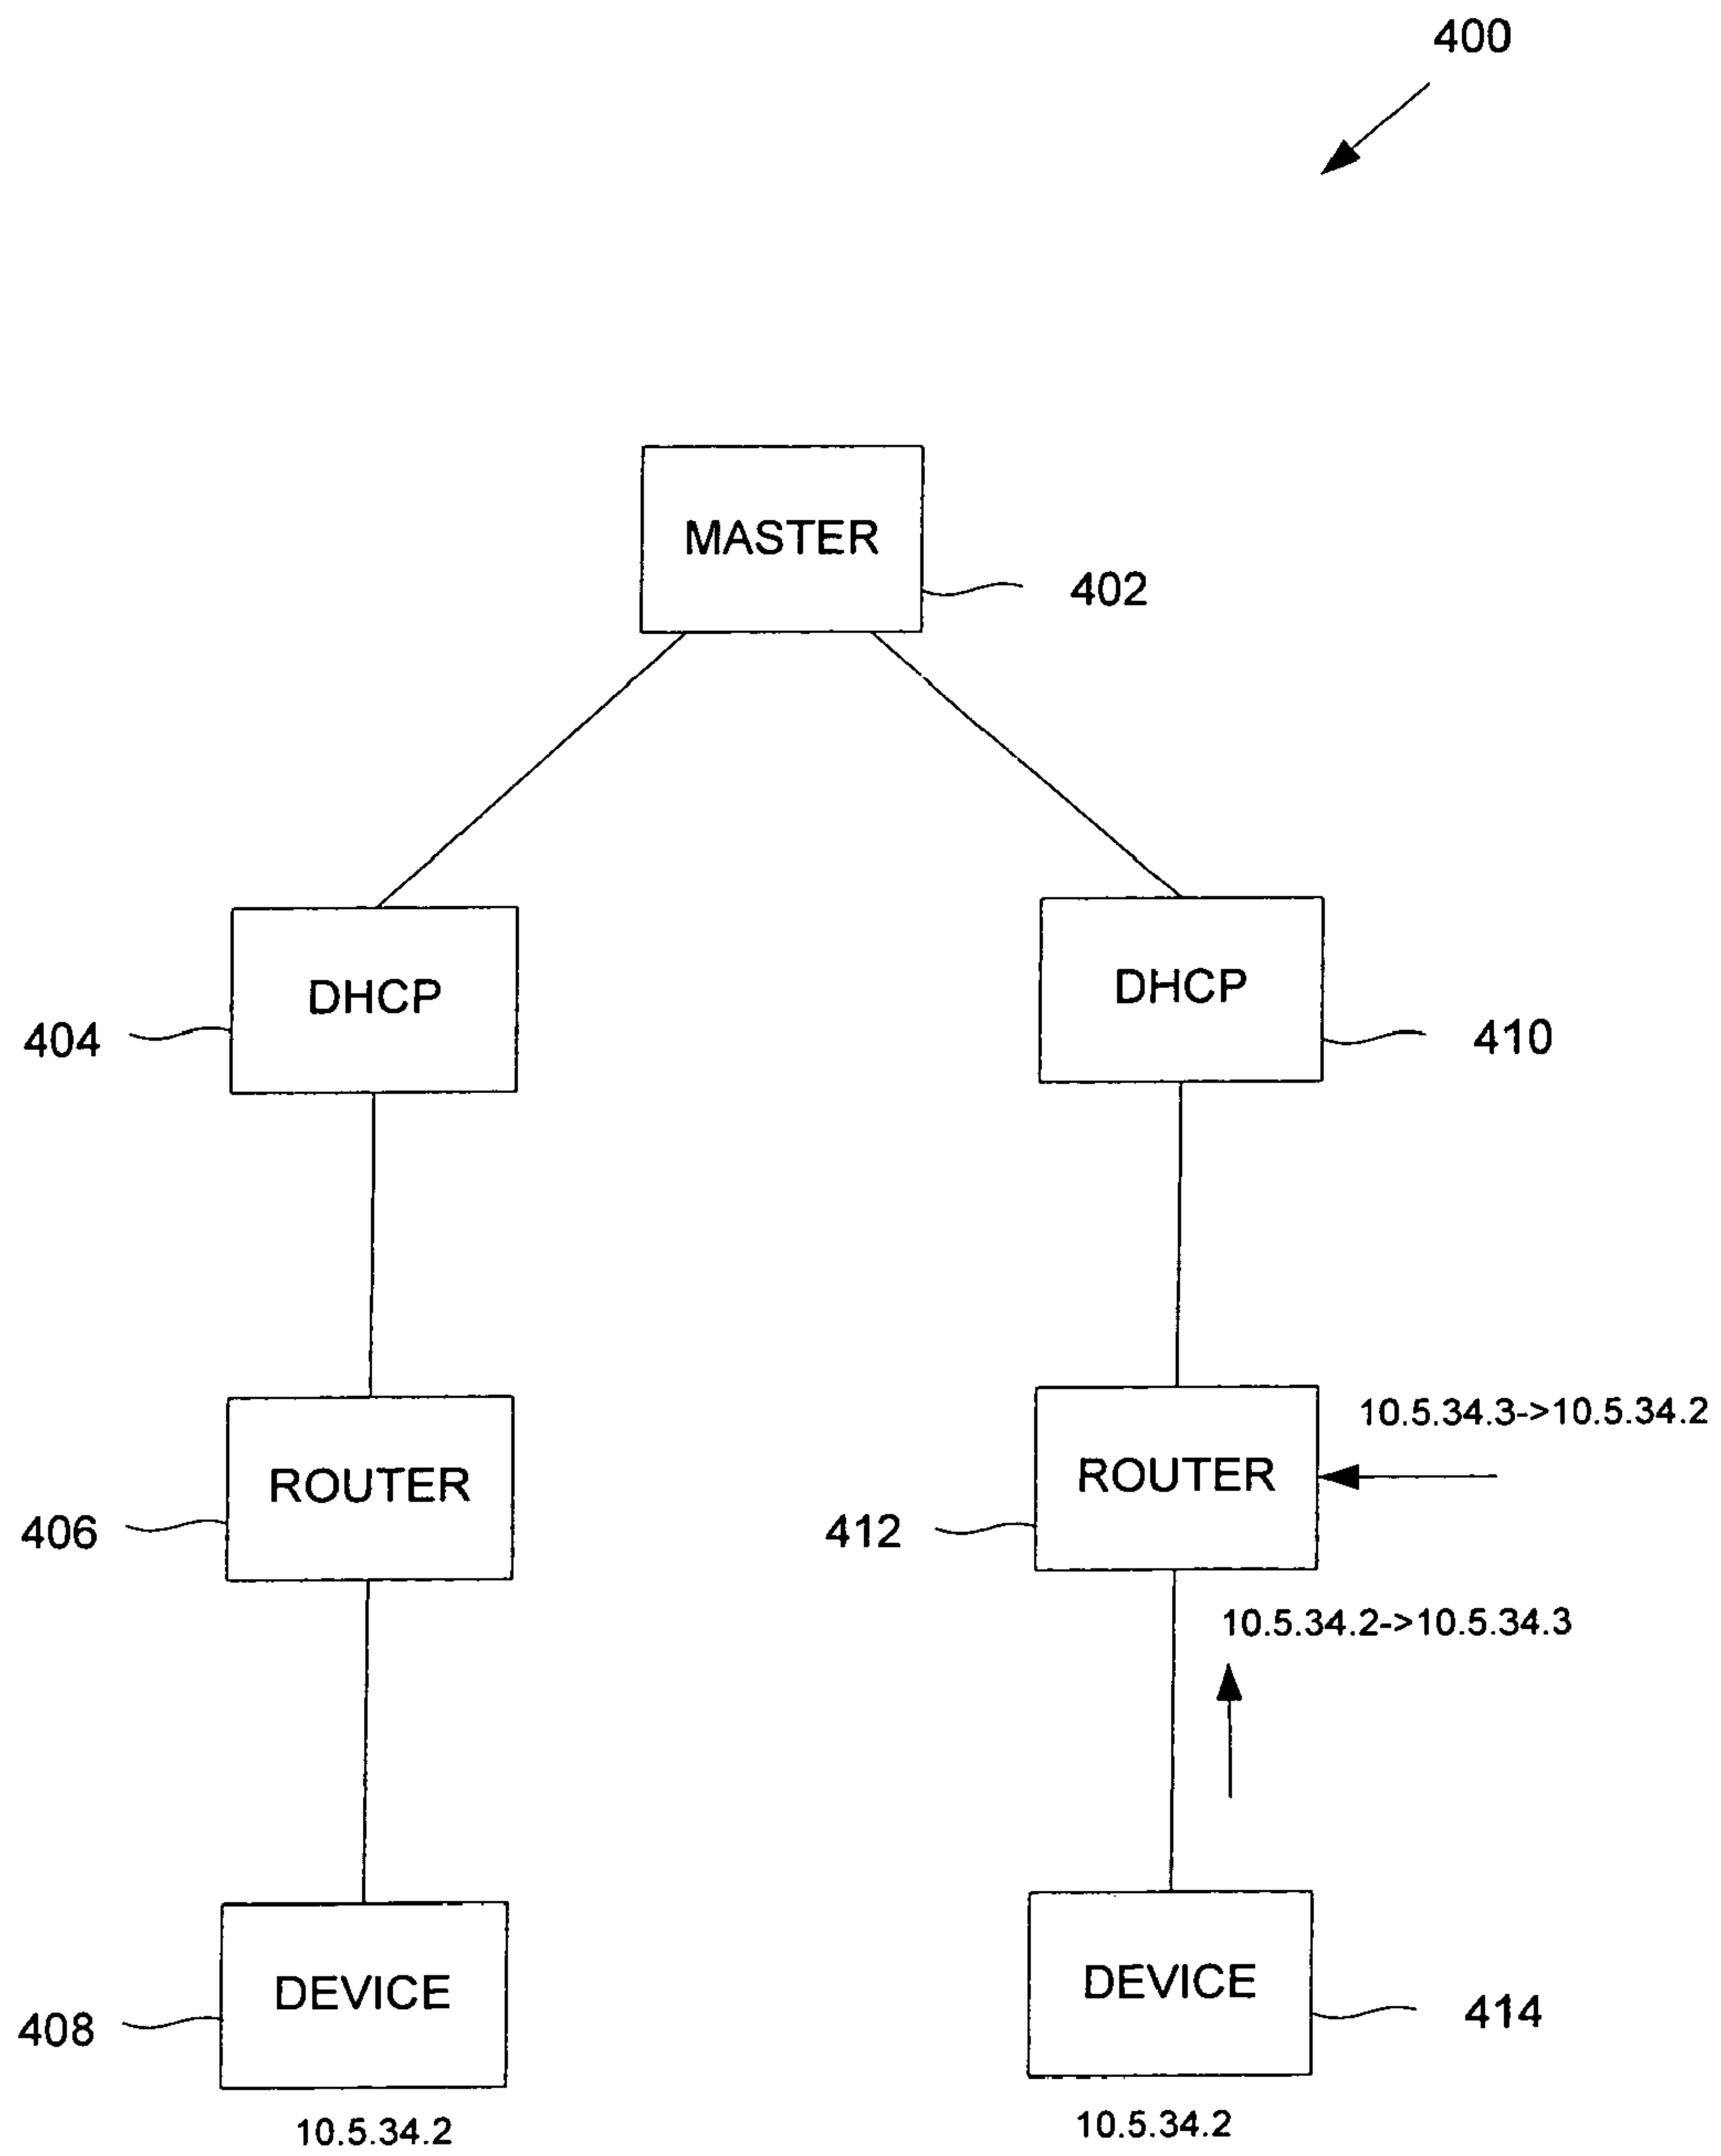 400
MASTER
402
DHCP
404
DHCP
410
10.5.34.3->10.5.34.2
ROUTER
406
ROUTER
412
10.5.34.2->10.5.34.3
DEVICE
408
DEVICE
414
10.5.34.2
10.5.34.2